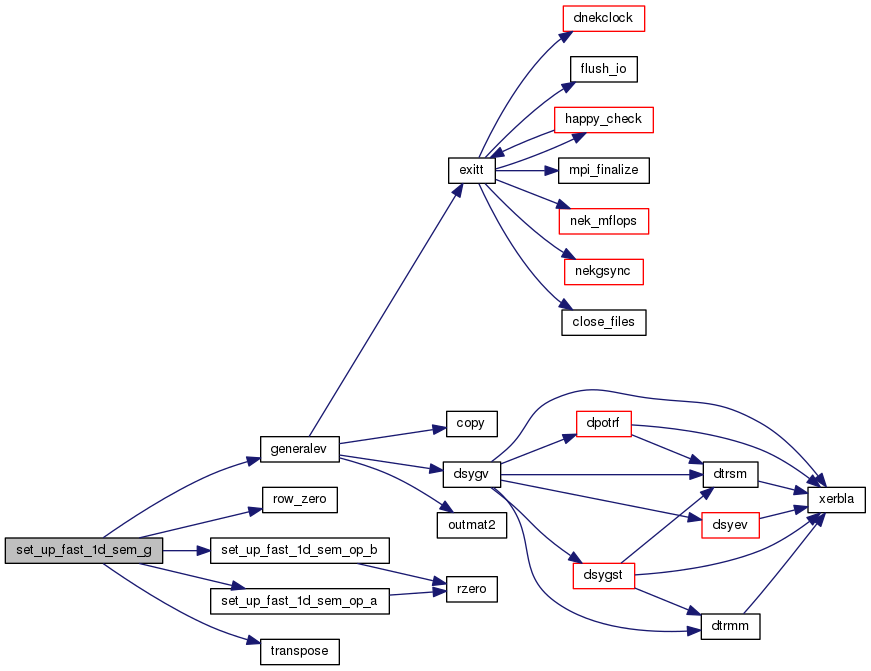 dnekclock
flush_io
happy_check
exitt
mpi_finalize
nek_mflops
nekgsync
close_files
copy
dpotrf
generalev
dsygv
dtrsm
row_zero
xerbla
outmat2
dsyev
set_up_fast_1d_sem_g
set_up_fast_1d_sem_op_b
dsygst
rzero
set_up_fast_1d_sem_op_a
dtrmm
transpose